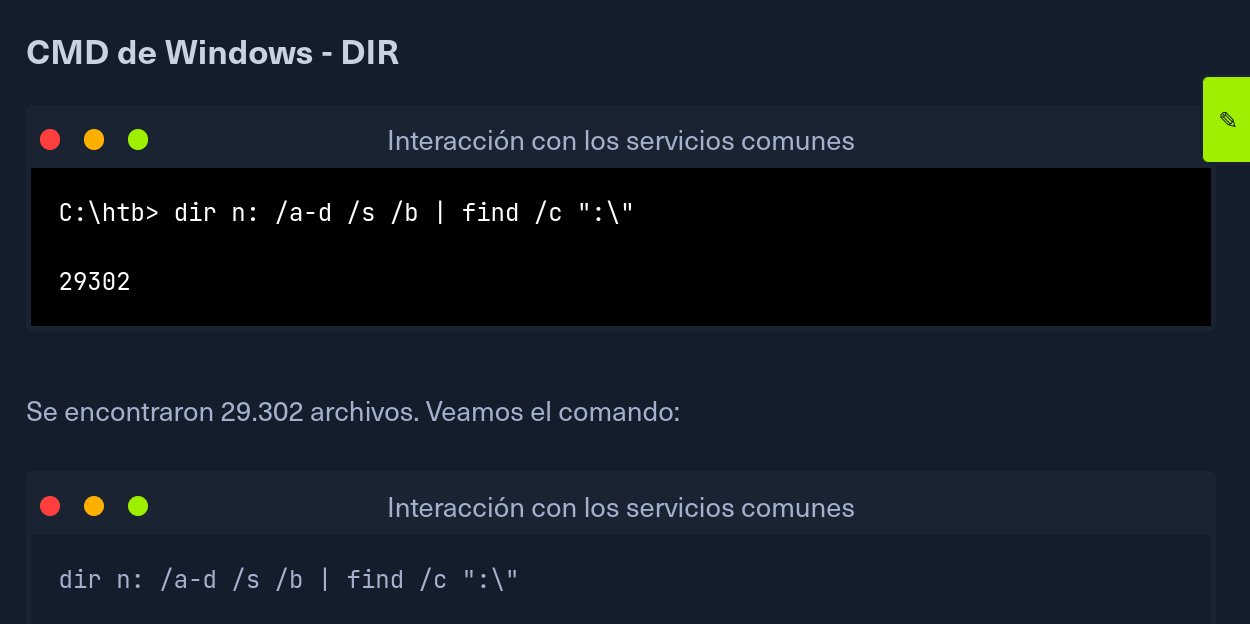 CMD de Windows - DIR
Interacción con los servicios comunes
C:\htb> dir n: /a-d /s /b | find /c ":\"
29302
Se encontraron 29.302 archivos. Veamos el comando:
Interacción con los servicios comunes
dir n: /a-d /s /b | find /c ":\"